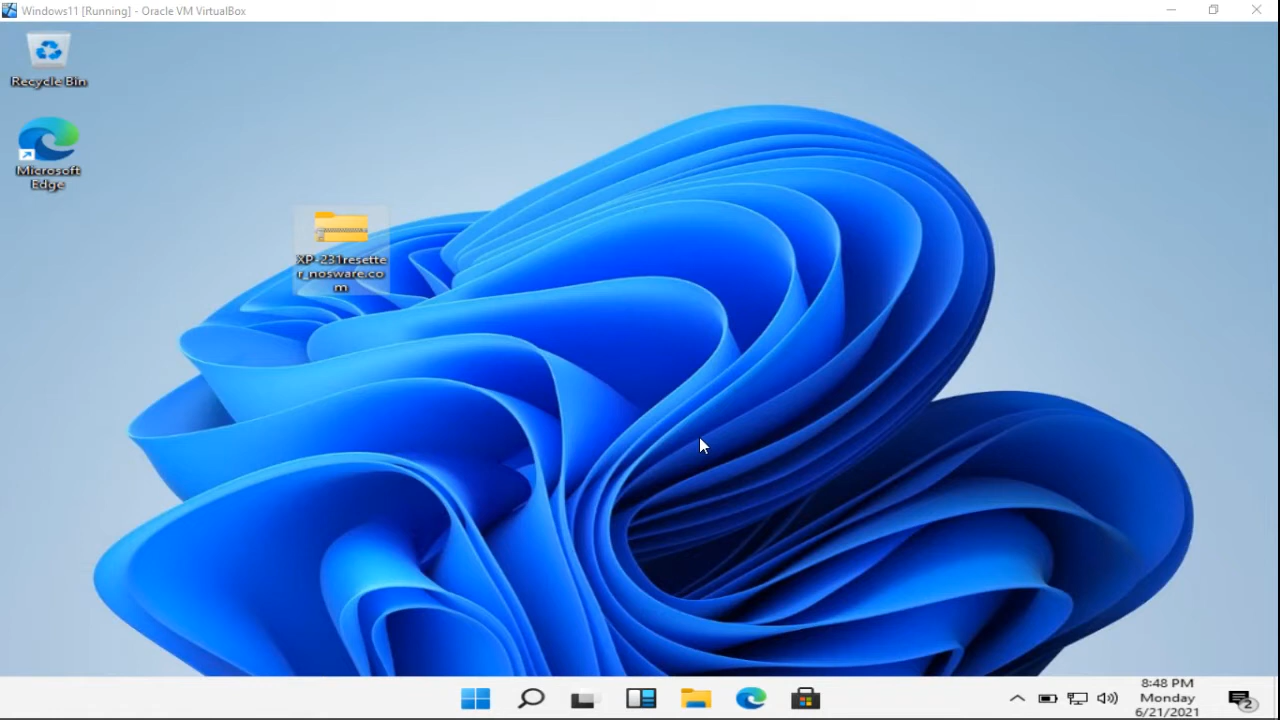 Windows11 [Running] - Oracle VM VirtualBox
Recycle Bin
Microsoft
Edge
XP-231resette
r_nosware.co
m
8:48 PM
Monday
6/21/2021
2